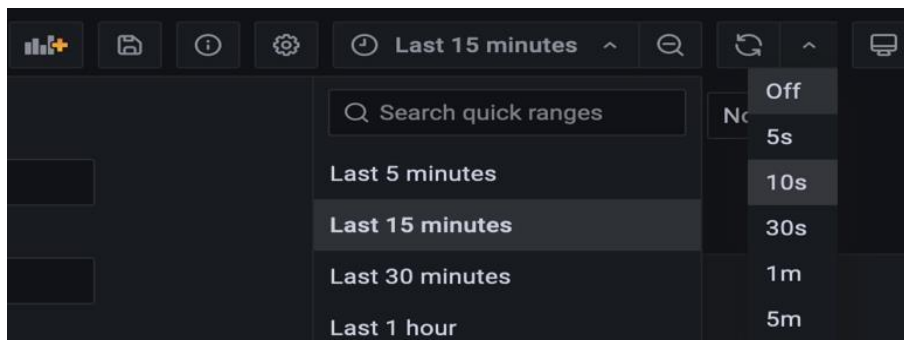 Last 15 minutes
Search quick ranges
Last 5 minutes
Last 15 minutes
Last 30 minutes
Last 1 hour
No
Off
5s
10s
30s
1m
5m